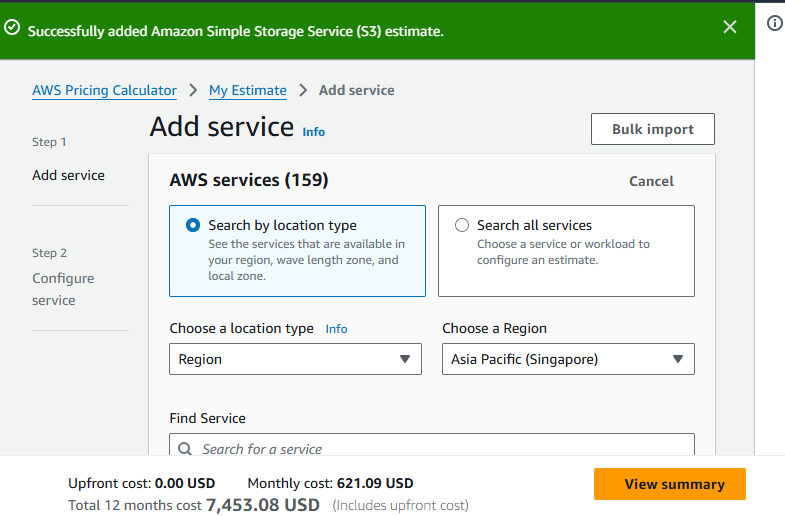 Successfully added Amazon Simple Storage Service (S3) estimate.
AWS Pricing Calculator > My Estimate > Add service
Step 1
Add service
Step 2
Configure
service
Add service Info
Bulk import
AWS services (159)
Cancel
Search by location type
See the services that are available in
your region, wave length zone, and
local zone.
Search all services
Choose a service or workload to
configure an estimate.
Choose a location type Info
Region
Choose a Region
Asia Pacific (Singapore)
Find Service
Search for a service
Upfront cost: 0.00 USD Monthly cost: 621.09 USD
Total 12 months cost 7,453.08 USD (Includes upfront cost)
View summary